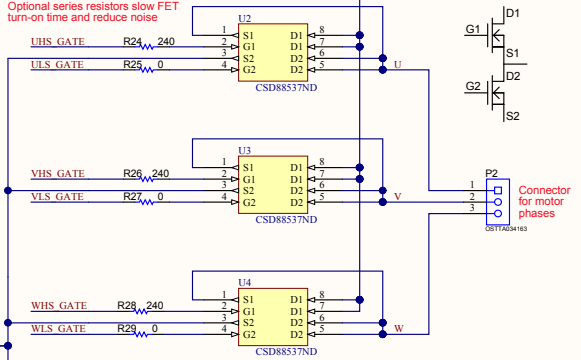 Optional series resistors slow FET
turn-on time and reduce noise
U2
1 S1 D1 8
UHS_GATE R24 240 2 G1 D1 7
3 S2 D2 6
ULS_GATE R25 0 4 G2 D2 5 U
CSD88537ND
D1
G1
S1
D2
G2
S2
U3
1 S1 D1 8
VHS_GATE R26 240 2 G1 D1 7
3 S2 D2 6
VLS_GATE R27 0 4 G2 D2 5 V
CSD88537ND
P2
1
2
3
OSTTA034163
Connector
for motor
phases
U4
1 S1 D1 8
WHS_GATE R28 240 2 G1 D1 7
3 S2 D2 6
WLS_GATE R29 0 4 G2 D2 5 W
CSD88537ND